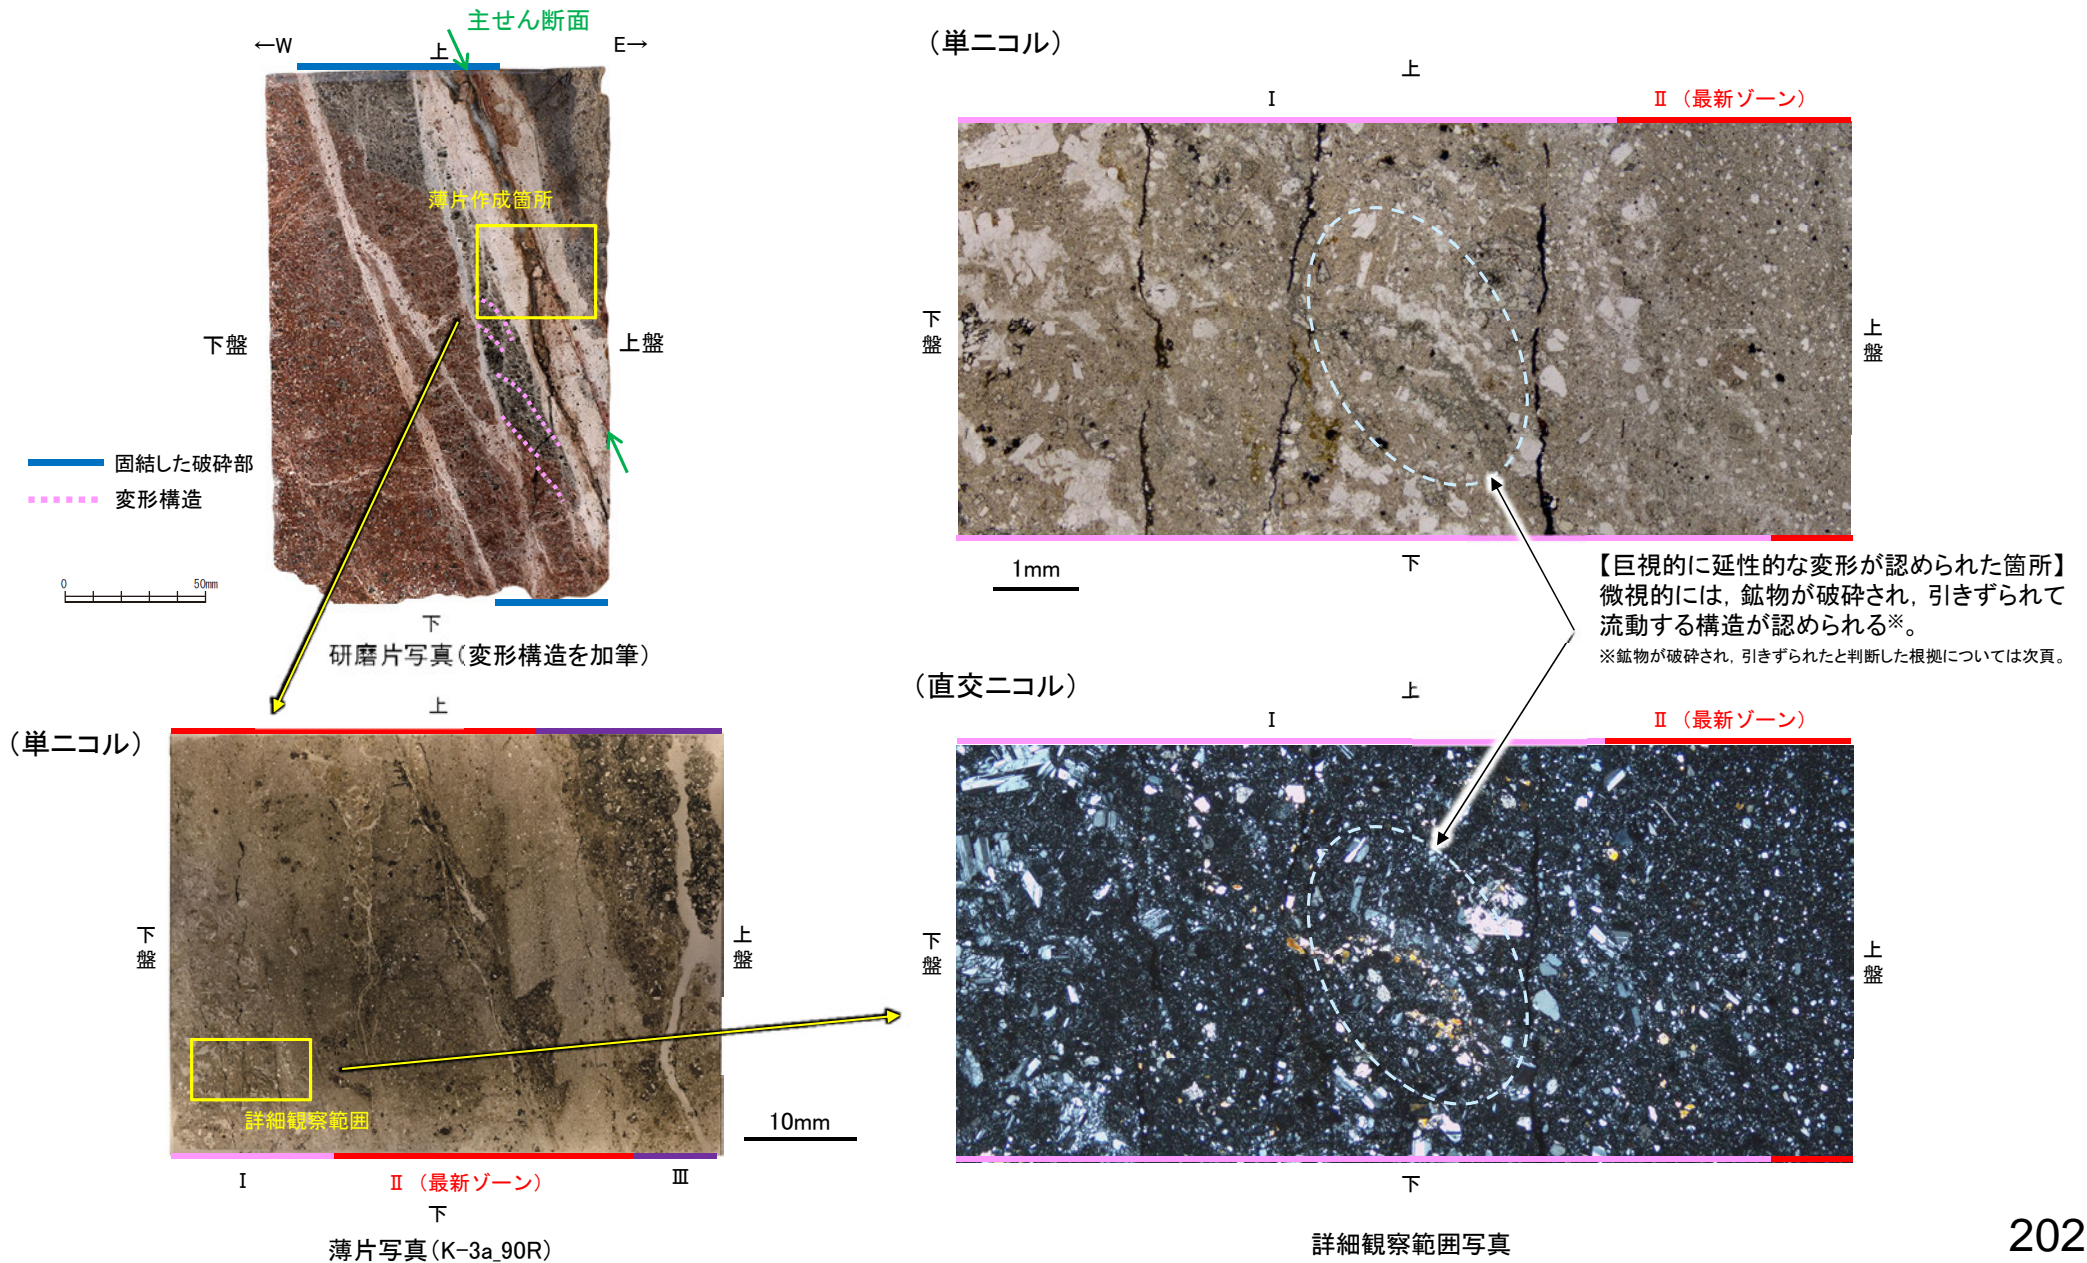 主せん断面
←W
上
E→
薄片作成箇所
下盤
上盤
固結した破砕部
変形構造
0
50mm
下
研磨片写真（変形構造を加筆）
（単ニコル）
上
下盤
上盤
詳細観察範囲
10mm
Ⅰ
Ⅱ（最新ゾーン）
Ⅲ
下
薄片写真（K-3a_90R）
（単ニコル）
上
Ⅰ
Ⅱ（最新ゾーン）
下盤
上盤
1mm
下
【巨視的に延性的な変形が認められた箇所】
微視的には，鉱物が破砕され，引きずられて
流動する構造が認められる※。
※鉱物が破砕され，引きずられたと判断した根拠については次頁。
（直交ニコル）
上
Ⅰ
Ⅱ（最新ゾーン）
下盤
上盤
下
詳細観察範囲写真
202